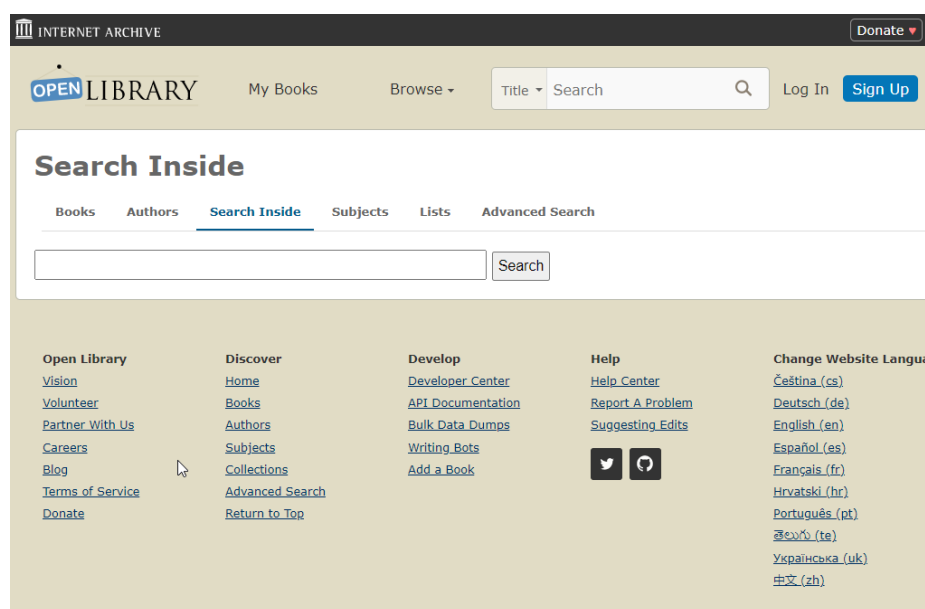 INTERNET ARCHIVE
Donate ♥
OPEN LIBRARY
My Books
Browse
Title
Search
Log In
Sign Up
Search Inside
Books Authors Search Inside Subjects Lists Advanced Search
Search
Open Library
Vision
Volunteer
Partner With Us
Careers
Blog
Terms of Service
Donate
Discover
Home
Books
Authors
Subjects
Collections
Advanced Search
Return to Top
Develop
Developer Center
API Documentation
Bulk Data Dumps
Writing Bots
Add a Book
Help
Help Center
Report A Problem
Suggesting Edits
Change Website Langua
Čeština (cs)
Deutsch (de)
English (en)
Español (es)
Français (fr)
Hrvatski (hr)
Português (pt)
తెలుగు (te)
Українська (uk)
中文 (zh)